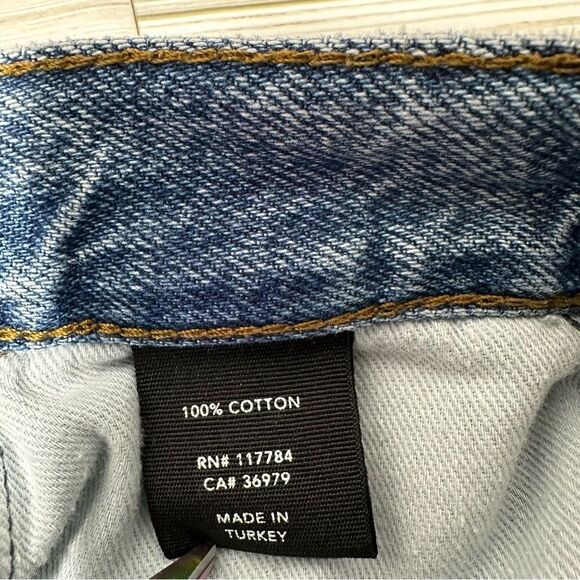 100% COTTON
RN# 117784
CA# 36979
MADE IN
TURKEY